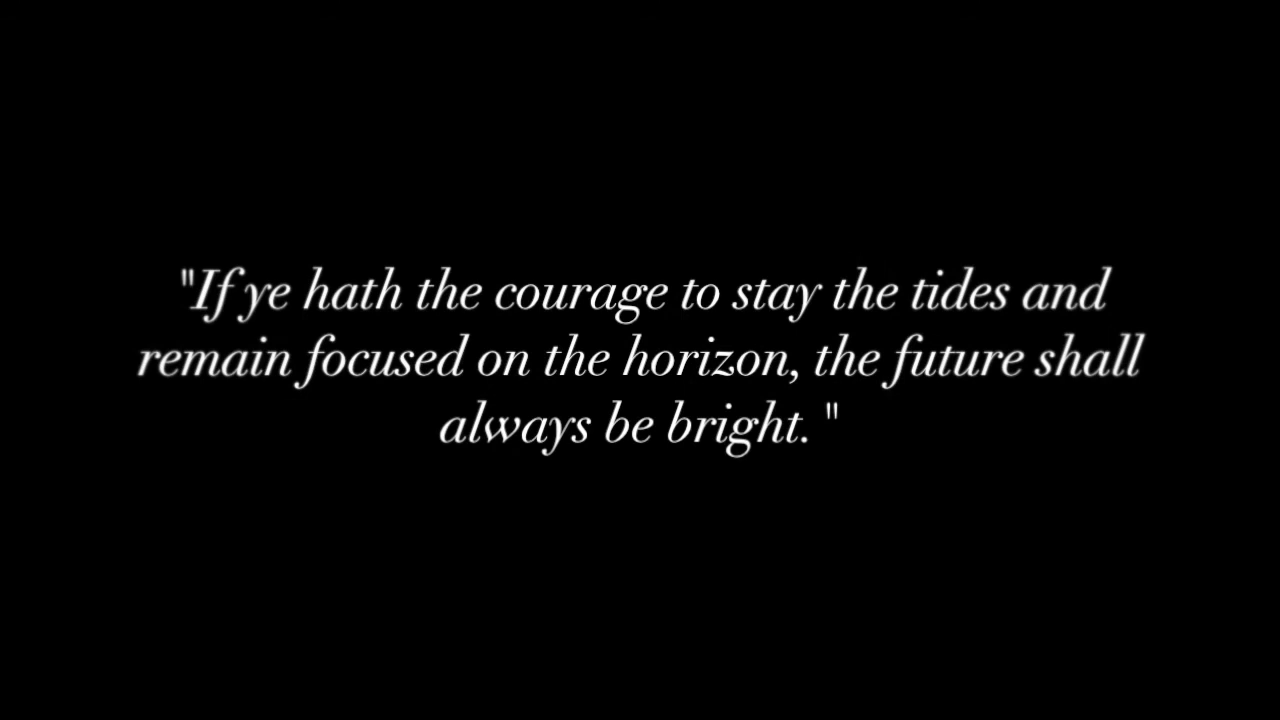 "If ye hath the courage to stay the tides and
remain focused on the horizon, the future shall
always be bright. "